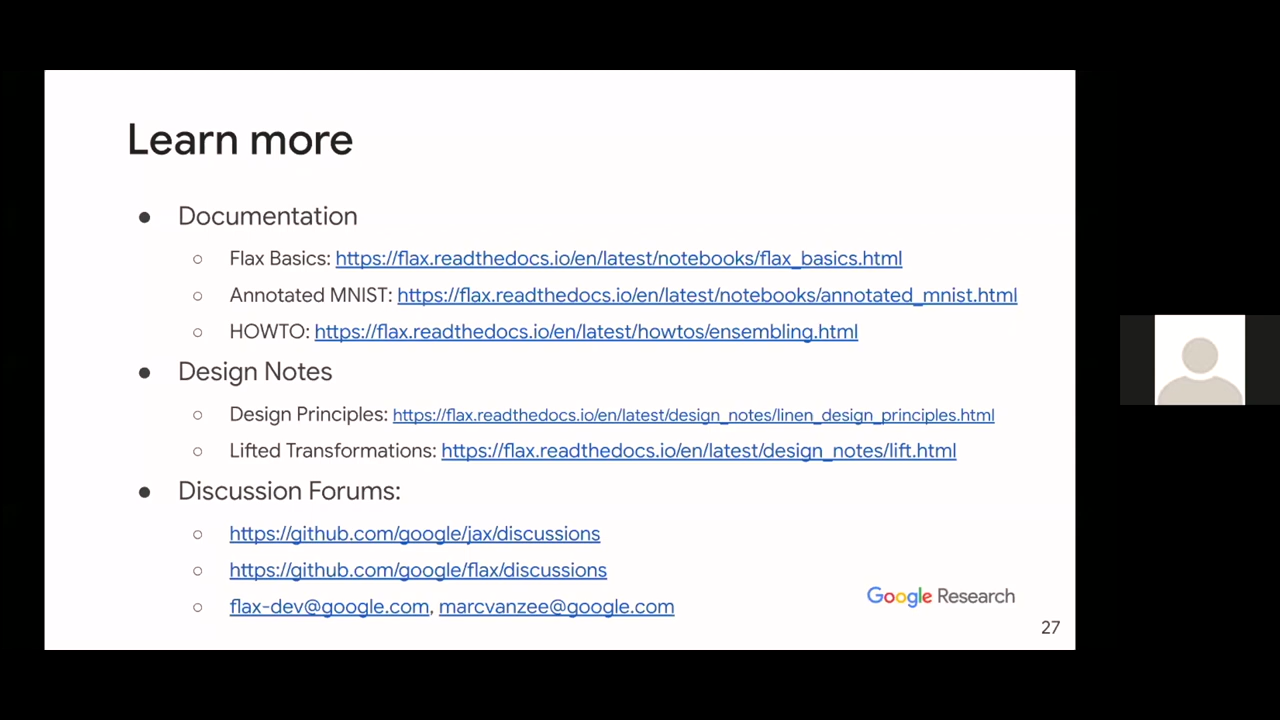 Learn more
● Documentation
○ Flax Basics: https://flax.readthedocs.io/en/latest/notebooks/flax_basics.html
○ Annotated MNIST: https://flax.readthedocs.io/en/latest/notebooks/annotated_mnist.html
○ HOWTO: https://flax.readthedocs.io/en/latest/howtos/ensembling.html
● Design Notes
○ Design Principles: https://flax.readthedocs.io/en/latest/design_notes/linen_design_principles.html
○ Lifted Transformations: https://flax.readthedocs.io/en/latest/design_notes/lift.html
● Discussion Forums:
○ https://github.com/google/jax/discussions
○ https://github.com/google/flax/discussions
○ flax-dev@google.com, marcvanzee@google.com
Google Research
27